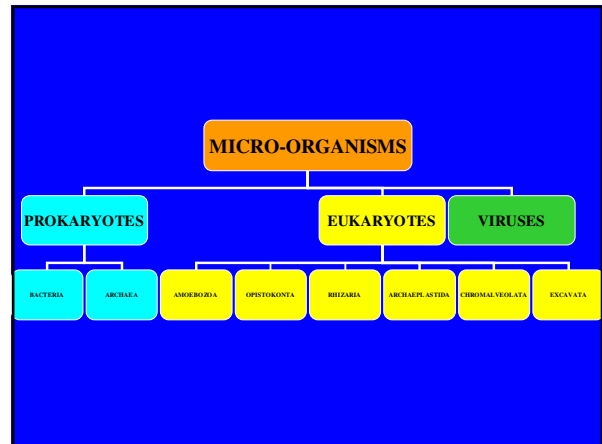 MICRO-ORGANISMS
PROKARYOTES
EUKARYOTES
VIRUSES
BACTERIA
ARCHAEA
AMOEBOZOA
OPISTOKONTA
RHIZARIA
ARCHAEPLASTIDA
CHROMALVEOLATA
EXCAVATA